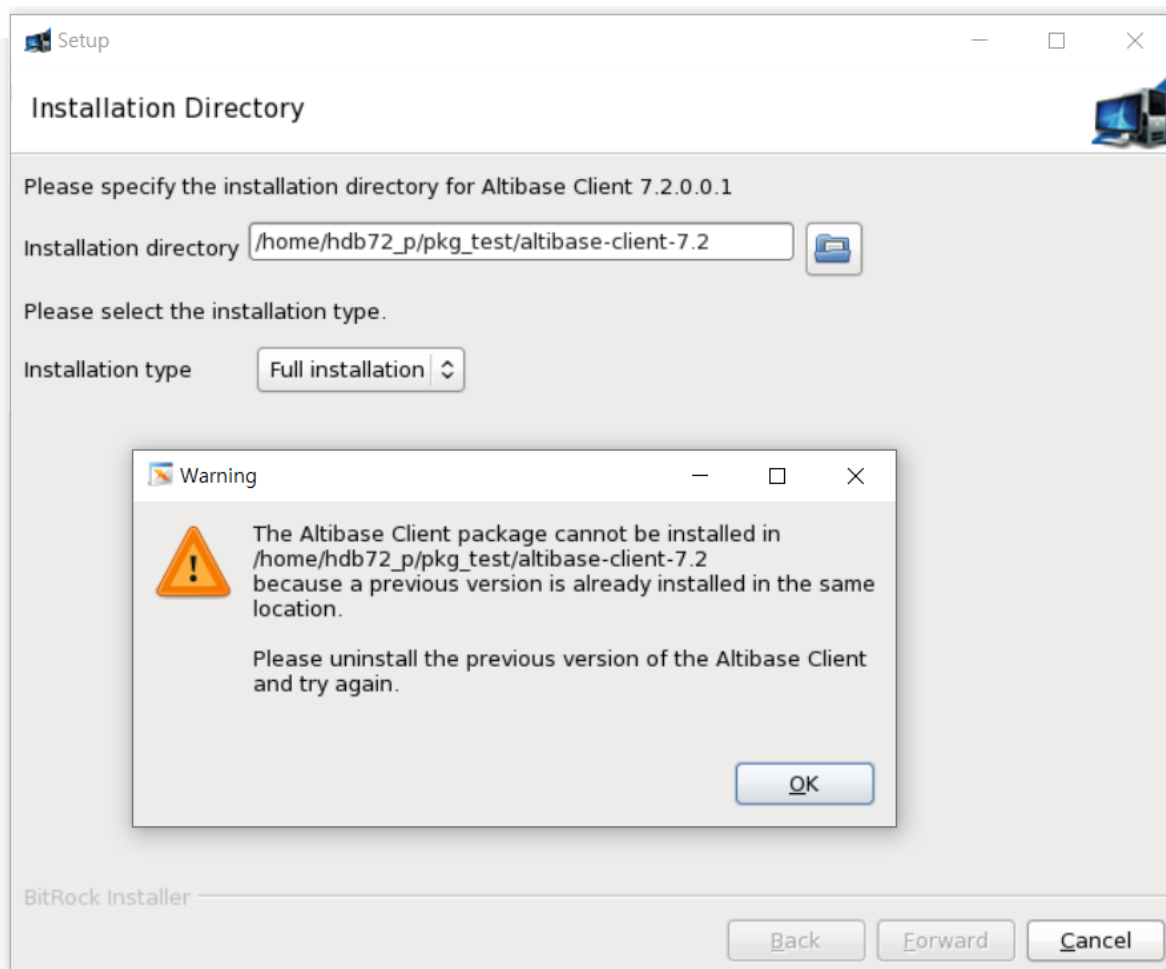 Setup
Installation Directory
Please specify the installation directory for Altibase Client 7.2.0.0.1
Installation directory /home/hdb72_p/pkg_test/altibase-client-7.2
Please select the installation type.
Installation type Full installation
Warning
The Altibase Client package cannot be installed in
/home/hdb72_p/pkg_test/altibase-client-7.2
because a previous version is already installed in the same
location.
Please uninstall the previous version of the Altibase Client
and try again.
OK
BitRock Installer
Back Forward Cancel